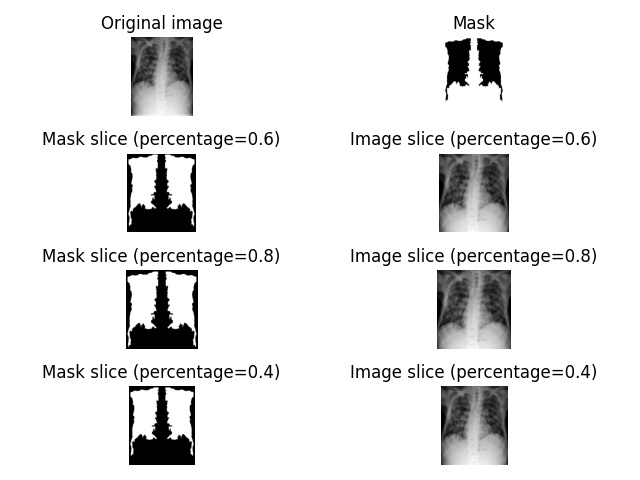 Original image
Mask
Mask slice (percentage=0.6)
Image slice (percentage=0.6)
Mask slice (percentage=0.8)
Image slice (percentage=0.8)
Mask slice (percentage=0.4)
Image slice (percentage=0.4)